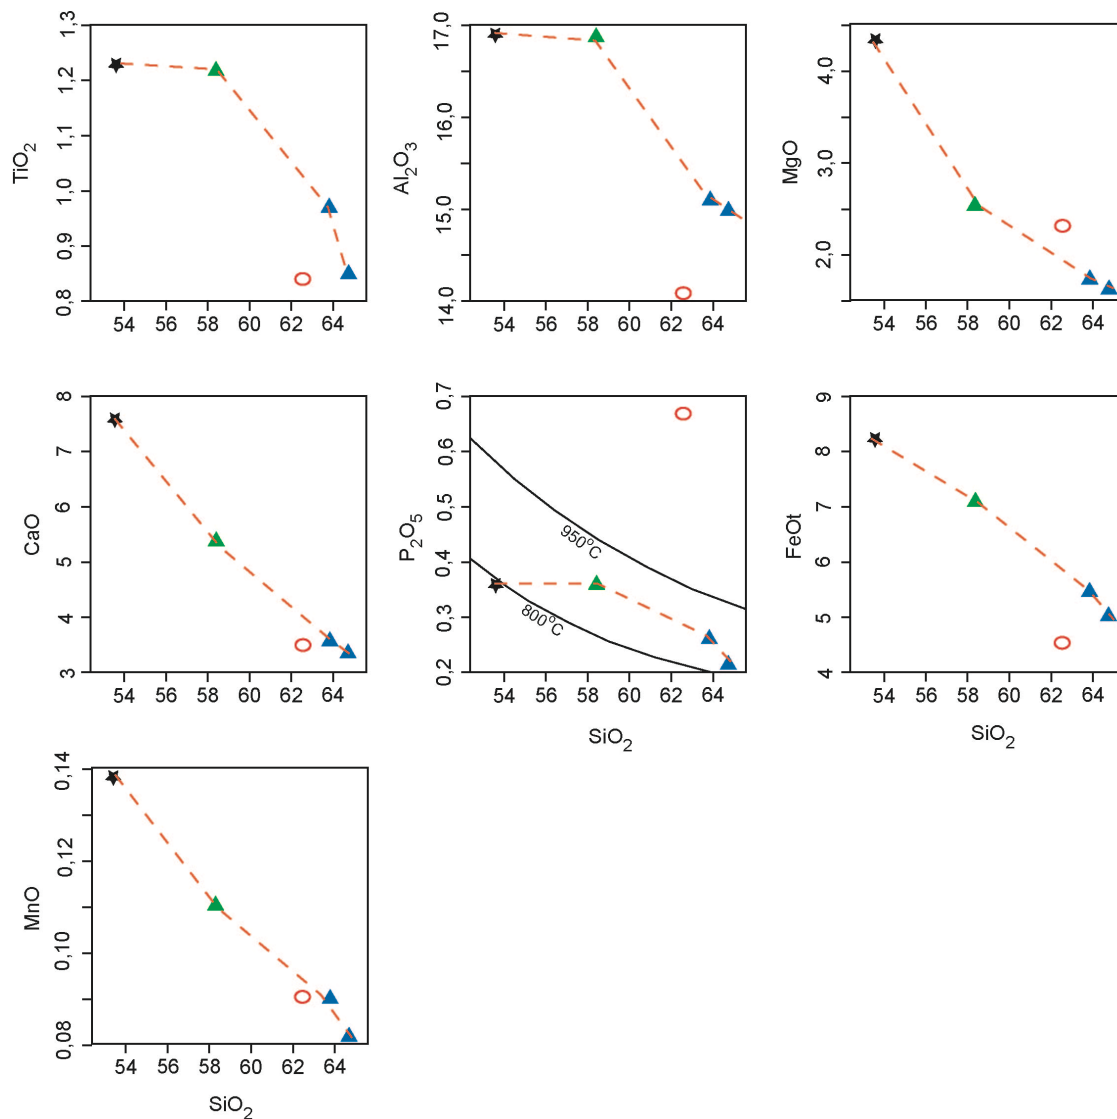 TiO2
1,3
1,2
1,1
1,0
0,9
0,8
54 56 58 60 62 64
Al2O3
17,0
16,0
15,0
14,0
54 56 58 60 62 64
MgO
4,0
3,0
2,0
54 56 58 60 62 64
CaO
8
7
6
5
4
3
54 56 58 60 62 64
P2O5
0,7
0,6
0,5
0,4
0,3
0,2
950°C
800°C
54 56 58 60 62 64
SiO2
FeOt
9
8
7
6
5
4
54 56 58 60 62 64
SiO2
MnO
0,14
0,12
0,10
0,08
54 56 58 60 62 64
SiO2